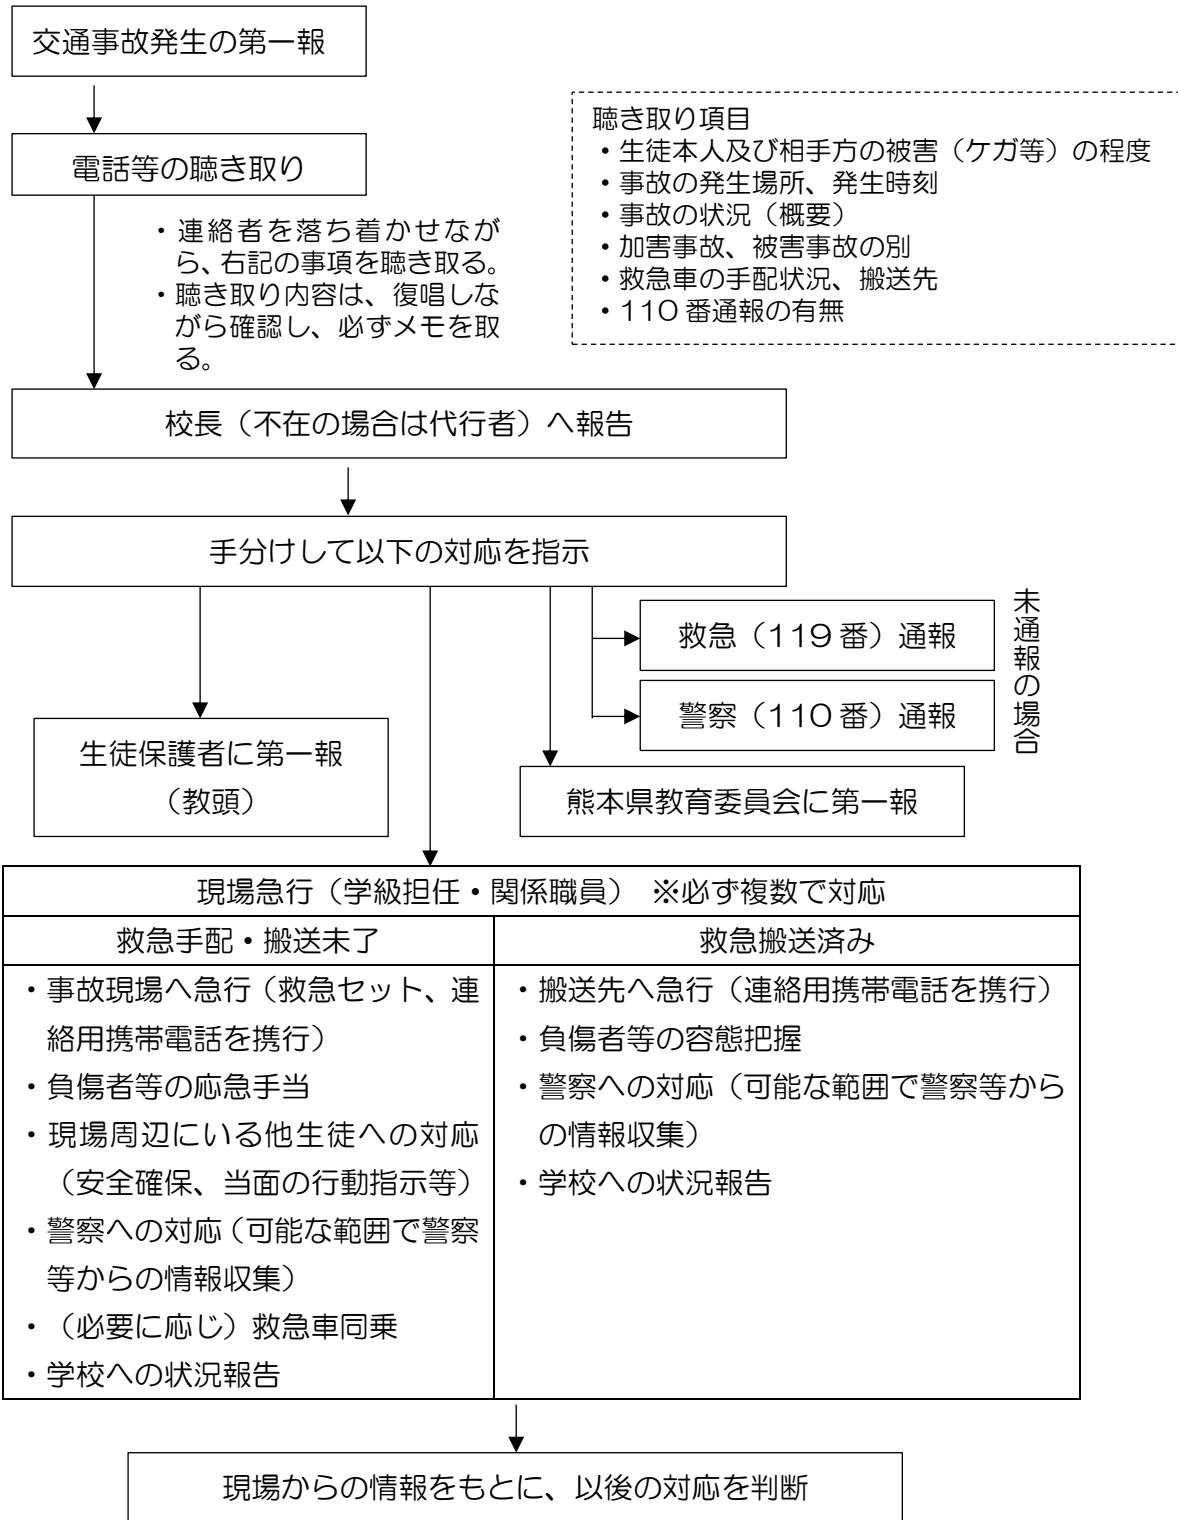 交通事故発生の第一報
電話等の聴き取り
・連絡者を落ち着かせなが
ら、右記の事項を聴き取る。
・聴き取り内容は、復唱しな
がら確認し、必ずメモを取
る。
聴き取り項目
・生徒本人及び相手方の被害（ケガ等）の程度
・事故の発生場所、発生時刻
・事故の状況（概要）
・加害事故、被害事故の別
・救急車の手配状況、搬送先
・110番通報の有無
校長（不在の場合は代行者）へ報告
手分けして以下の対応を指示
救急（119番）通報
警察（110番）通報
未通報の場合
生徒保護者に第一報
（教頭）
熊本県教育委員会に第一報
現場急行（学級担任・関係職員）　※必ず複数で対応
救急手配・搬送未了
・事故現場へ急行（救急セット、連
絡用携帯電話を携行）
・負傷者等の応急手当
・現場周辺にいる他生徒への対応
（安全確保、当面の行動指示等）
・警察への対応（可能な範囲で警察
等からの情報収集）
・（必要に応じ）救急車同乗
・学校への状況報告
救急搬送済み
・搬送先へ急行（連絡用携帯電話を携行）
・負傷者等の容態把握
・警察への対応（可能な範囲で警察等から
の情報収集）
・学校への状況報告
現場からの情報をもとに、以後の対応を判断